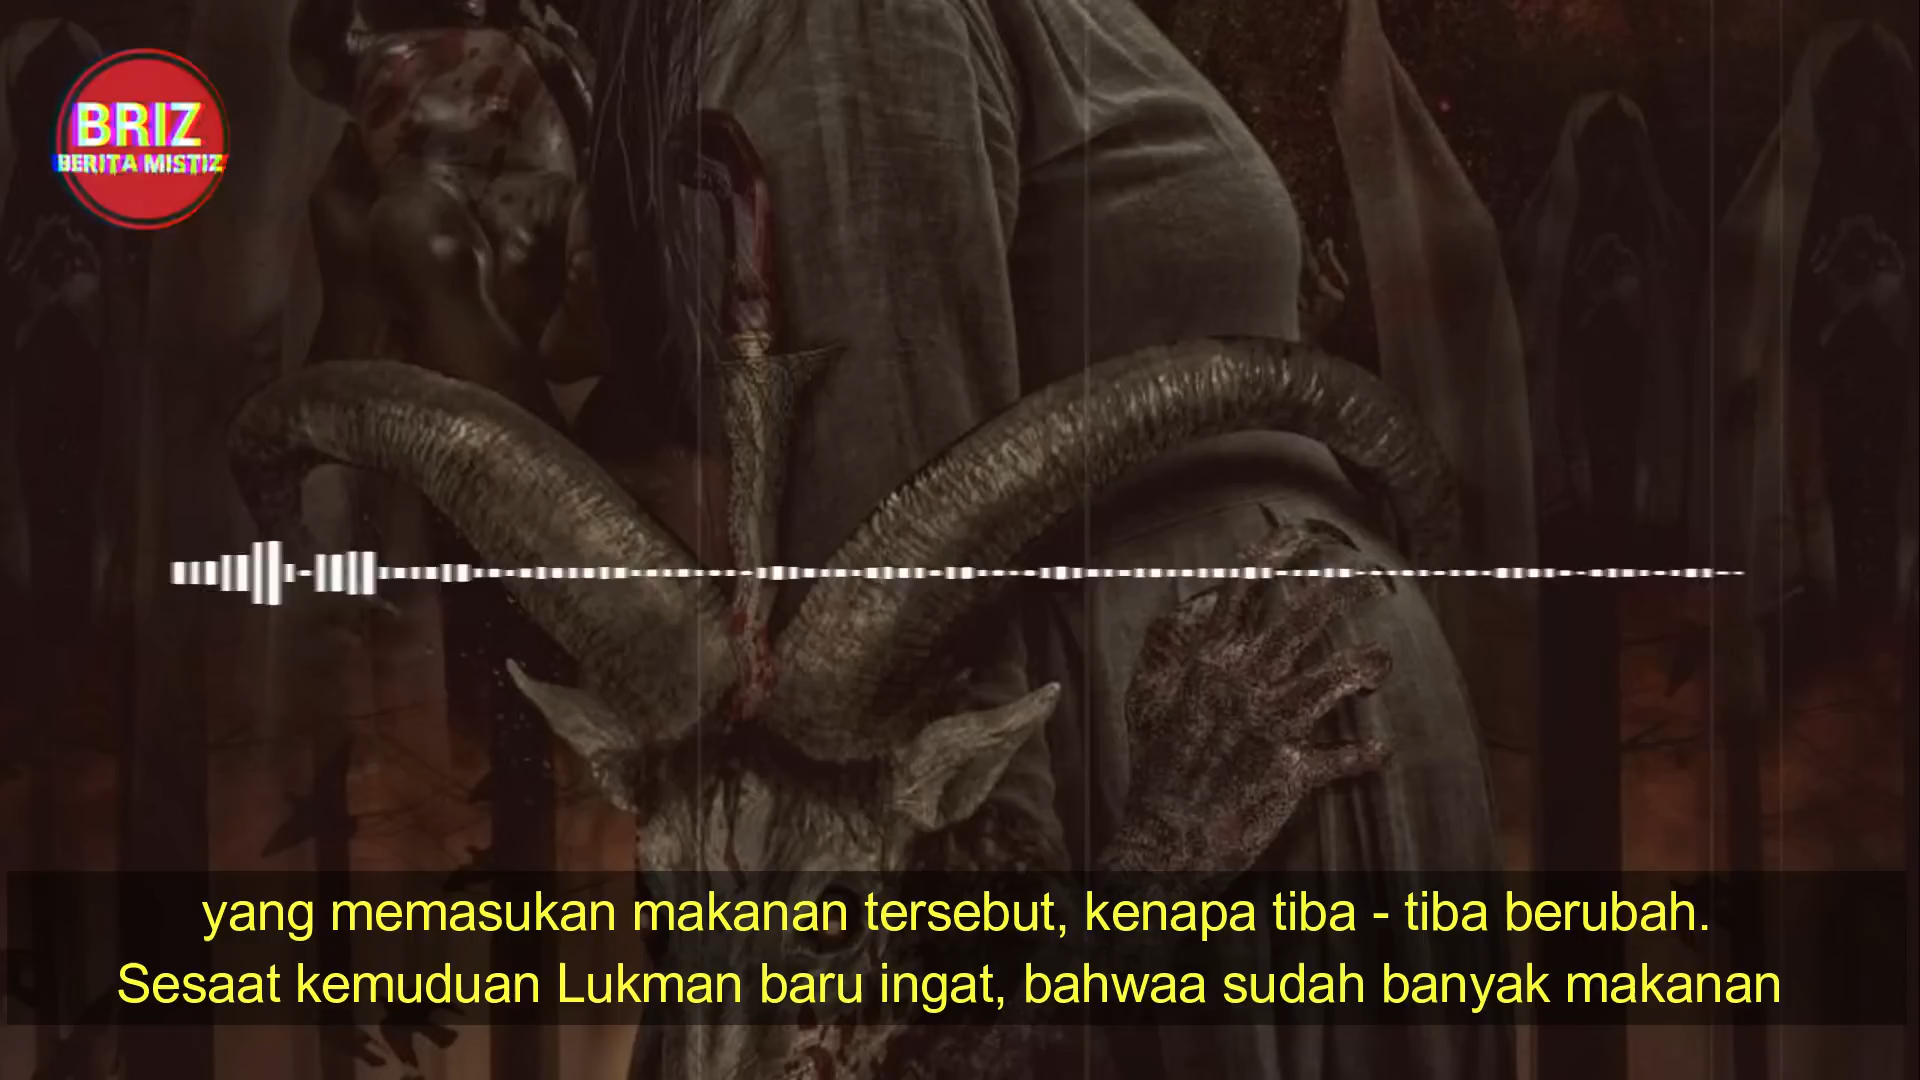 BRIZ
BERITA MISTIZ
yang memasukan makanan tersebut, kenapa tiba - tiba berubah.
Sesaat kemuduan Lukman baru ingat, bahwaa sudah banyak makanan